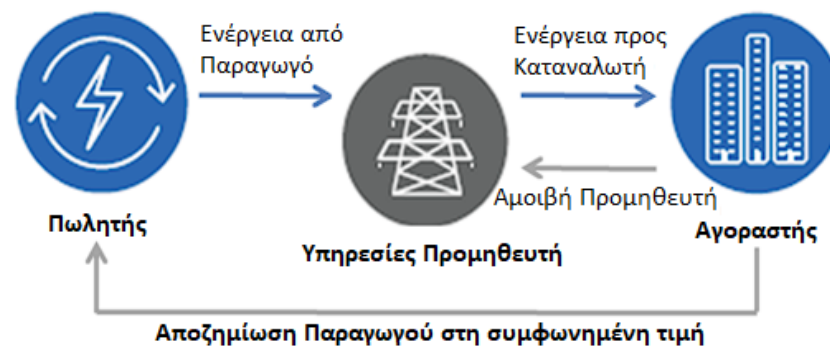 Ενέργεια από
Παραγωγό
Ενέργεια προς
Καταναλωτή
Αμοιβή Προμηθευτή
Πωλητής
Υπηρεσίες Προμηθευτή
Αγοραστής
Αποζημίωση Παραγωγού στη συμφωνημένη τιμή